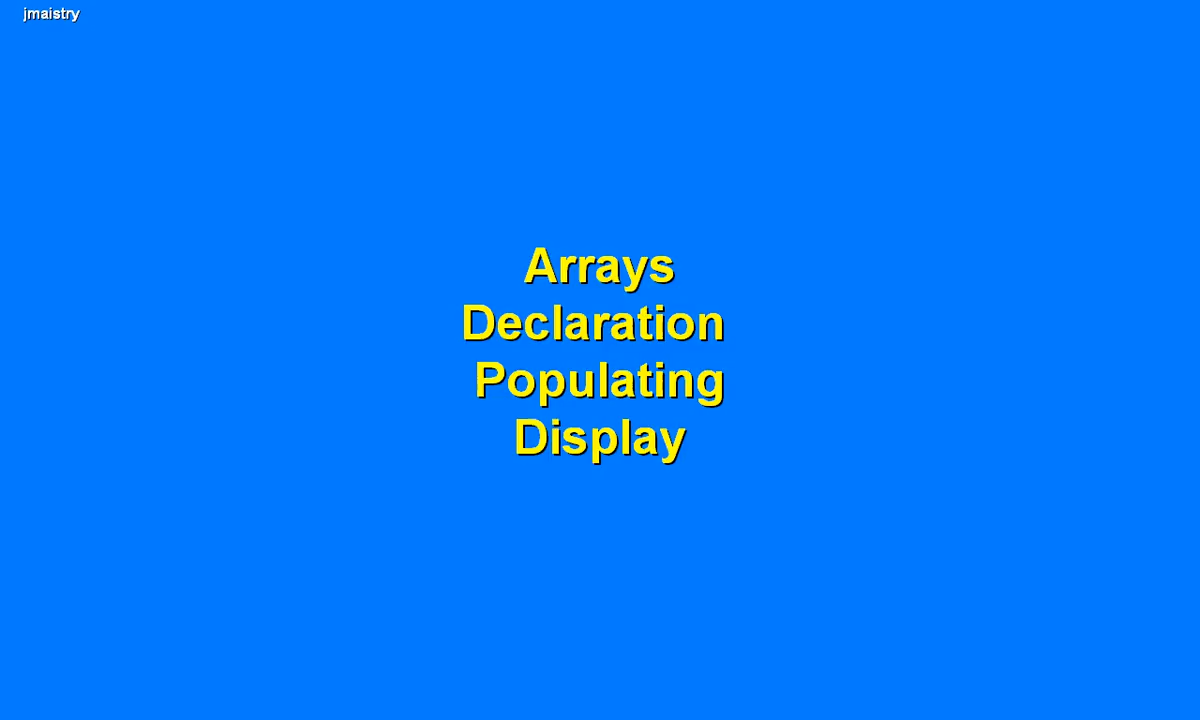 jmaistry
Arrays
Declaration
Populating
Display